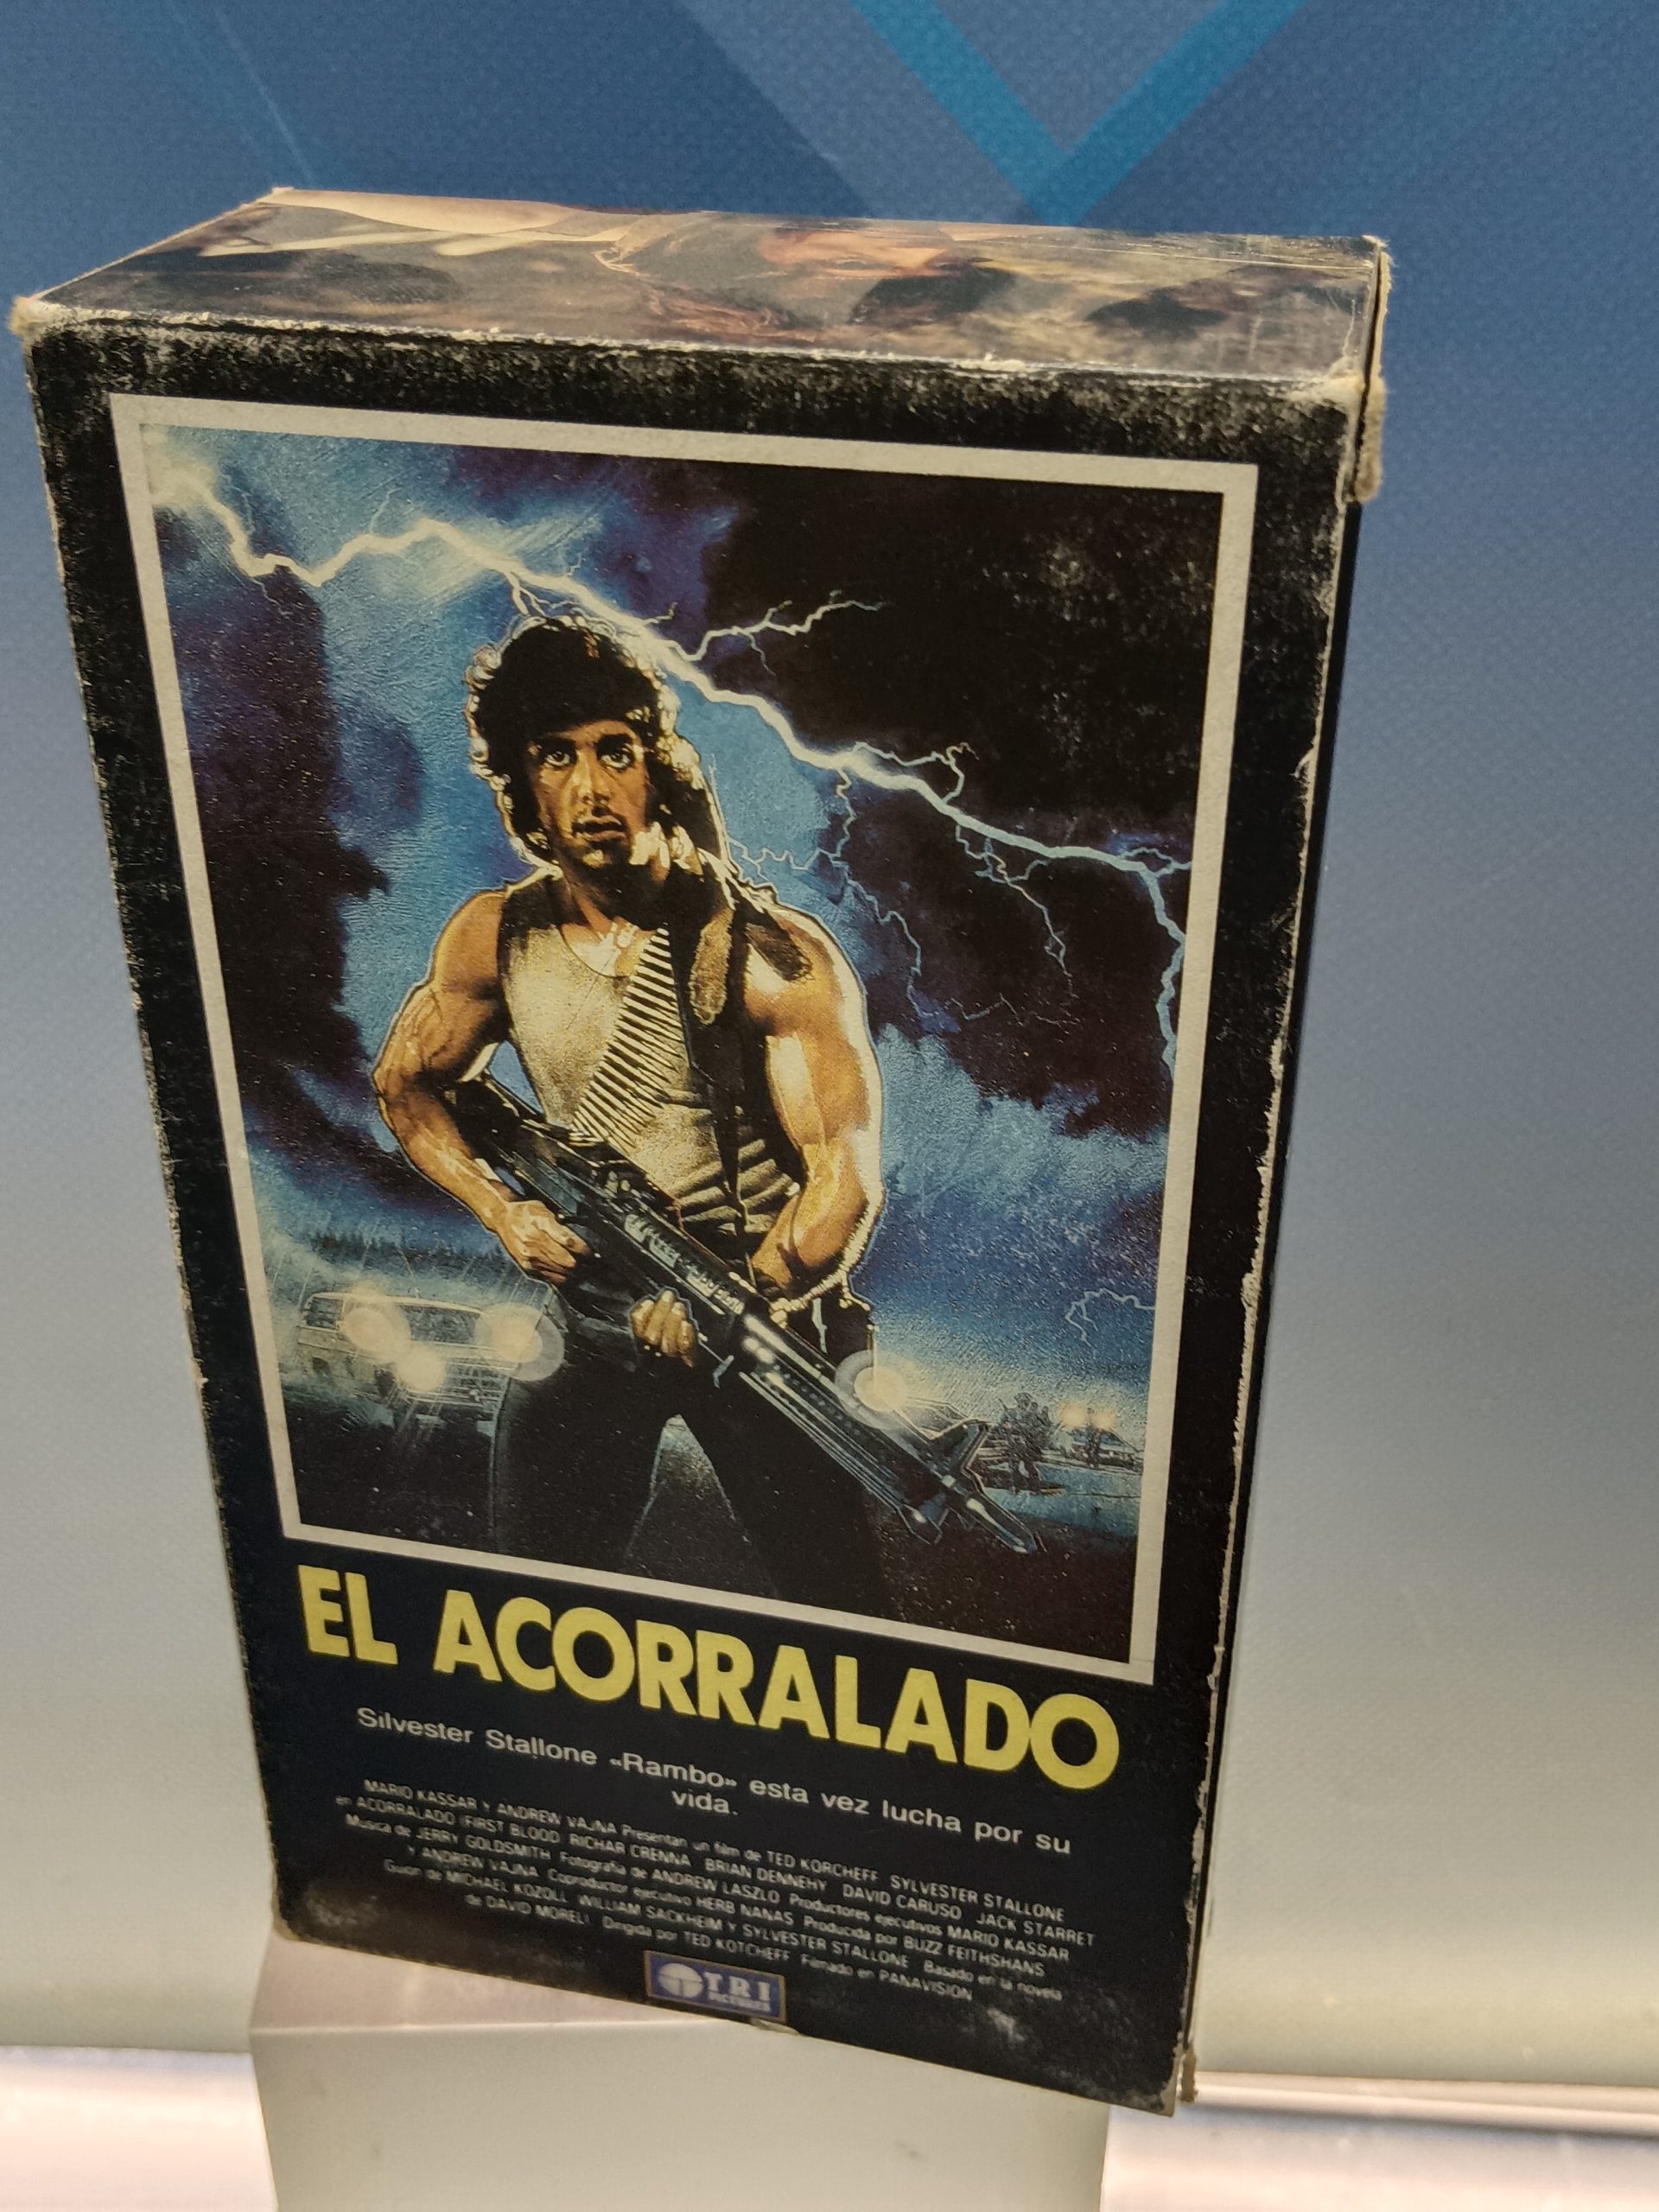 EL ACORRALADO
Silvester Stallone «Rambo» esta vez lucha por su
vida.
MARIO KASSAR Y ANDREW VAJNA Presentan un film de TED KORCHEFF SYLVESTER STALLONE
en ACORRALADO (FIRST BLOOD RICHAR CRENNA BRIAN DENNEHY DAVID CARUSO JACK STARRET
Musica de JERRY GOLDSMITH Fotografía de ANDREW LASZLO Productores ejecutivos MARIO KASSAR
Y ANDREW VAJNA Coproductor ejecutivo HERB NANAS Producida por BUZZ FEITHSHANS
Guion de MICHAEL KOZOLL WILLIAM SACKHEIM Y SYLVESTER STALLONE Basado en la novela
de DAVID MORELL Dirigida por TED KOTCHEFF Filmado en PANAVISION
TRI
PICTURES